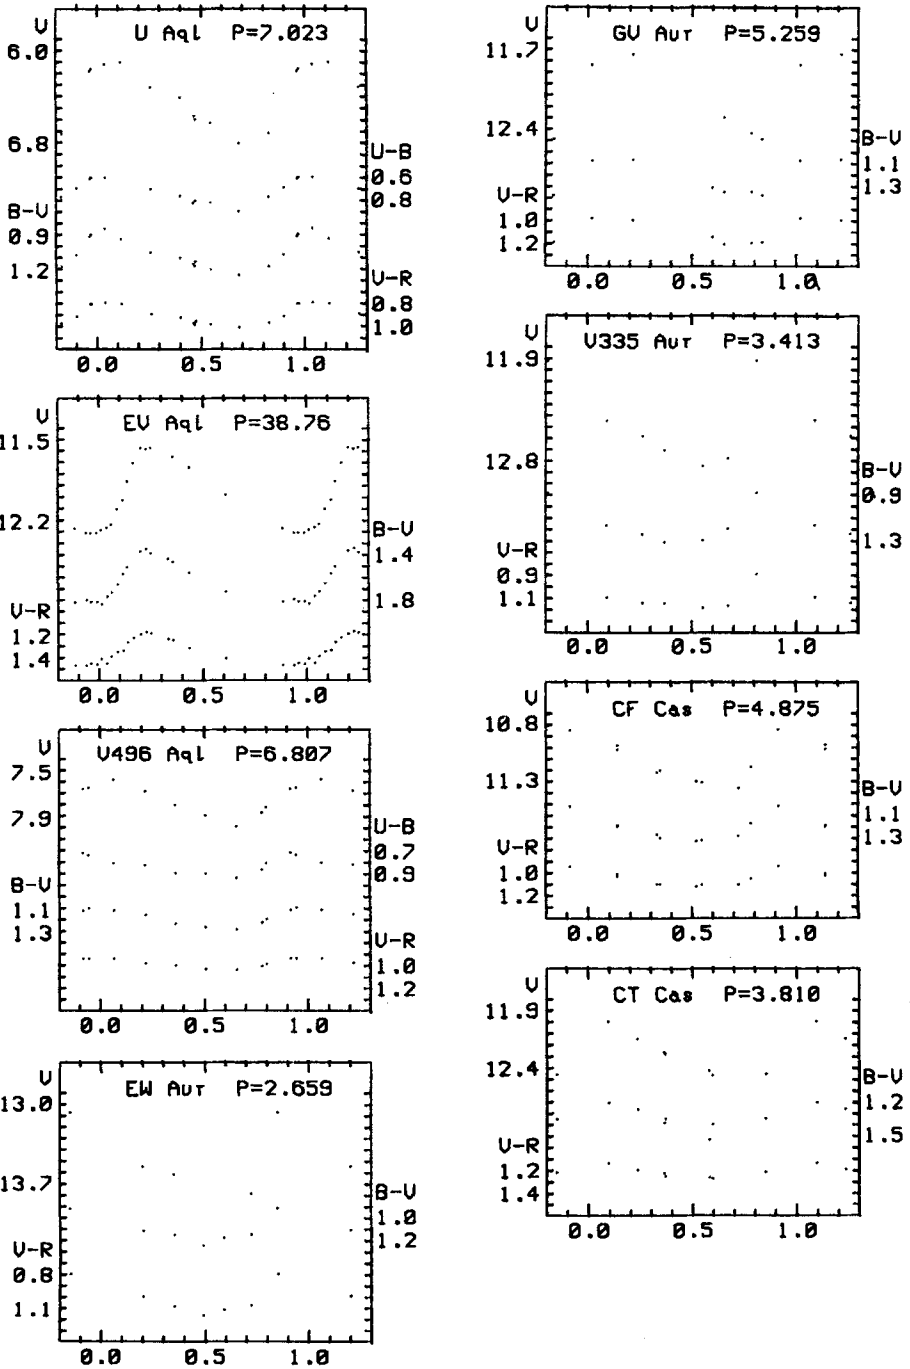 U Aql P=7.023
V
6.0
6.8
U-B
0.6
0.8
B-V
0.9
1.2
V-R
0.8
1.0
0.0 0.5 1.0
EV Aql P=38.76
V
11.5
12.2
B-V
1.4
1.8
V-R
1.2
1.4
0.0 0.5 1.0
V496 Aql P=6.807
V
7.5
7.9
U-B
0.7
0.9
B-V
1.1
1.3
V-R
1.0
1.2
0.0 0.5 1.0
EW Aur P=2.659
V
13.0
13.7
B-V
1.0
1.2
V-R
0.8
1.1
0.0 0.5 1.0
GV Aur P=5.259
V
11.7
12.4
B-V
1.1
1.3
V-R
1.0
1.2
0.0 0.5 1.0
V335 Aur P=3.413
V
11.9
12.8
B-V
0.9
1.3
V-R
0.9
1.1
0.0 0.5 1.0
CF Cas P=4.875
V
10.8
11.3
B-V
1.1
1.3
V-R
1.0
1.2
0.0 0.5 1.0
CT Cas P=3.810
V
11.9
12.4
B-V
1.2
1.5
V-R
1.2
1.4
0.0 0.5 1.0